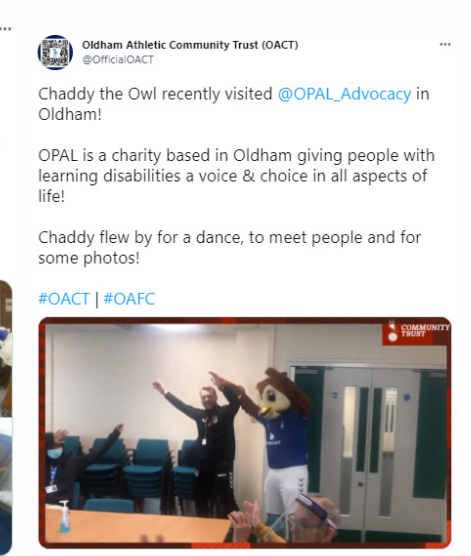 Oldham Athletic Community Trust (OACT)
@OfficialOACT
Chaddy the Owl recently visited @OPAL_Advocacy in
Oldham!
OPAL is a charity based in Oldham giving people with
learning disabilities a voice & choice in all aspects of
life!
Chaddy flew by for a dance, to meet people and for
some photos!
#OACT | #OAFC
COMMUNITY
TRUST